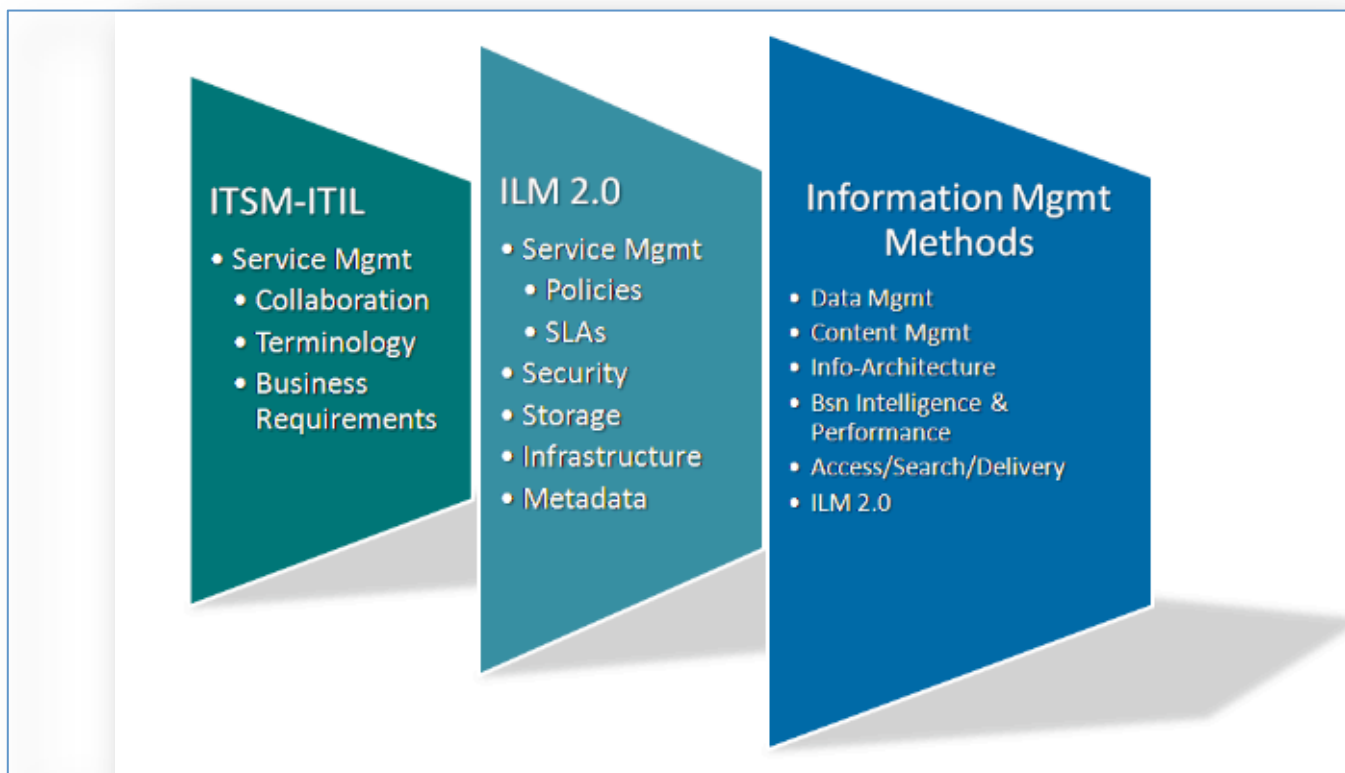 ITSM-ITIL
• Service Mgmt
• Collaboration
• Terminology
• Business
Requirements
ILM 2.0
• Service Mgmt
• Policies
• SLAs
• Security
• Storage
• Infrastructure
• Metadata
Information Mgmt
Methods
• Data Mgmt
• Content Mgmt
• Info-Architecture
• Bsn Intelligence &
Performance
• Access/Search/Delivery
• ILM 2.0